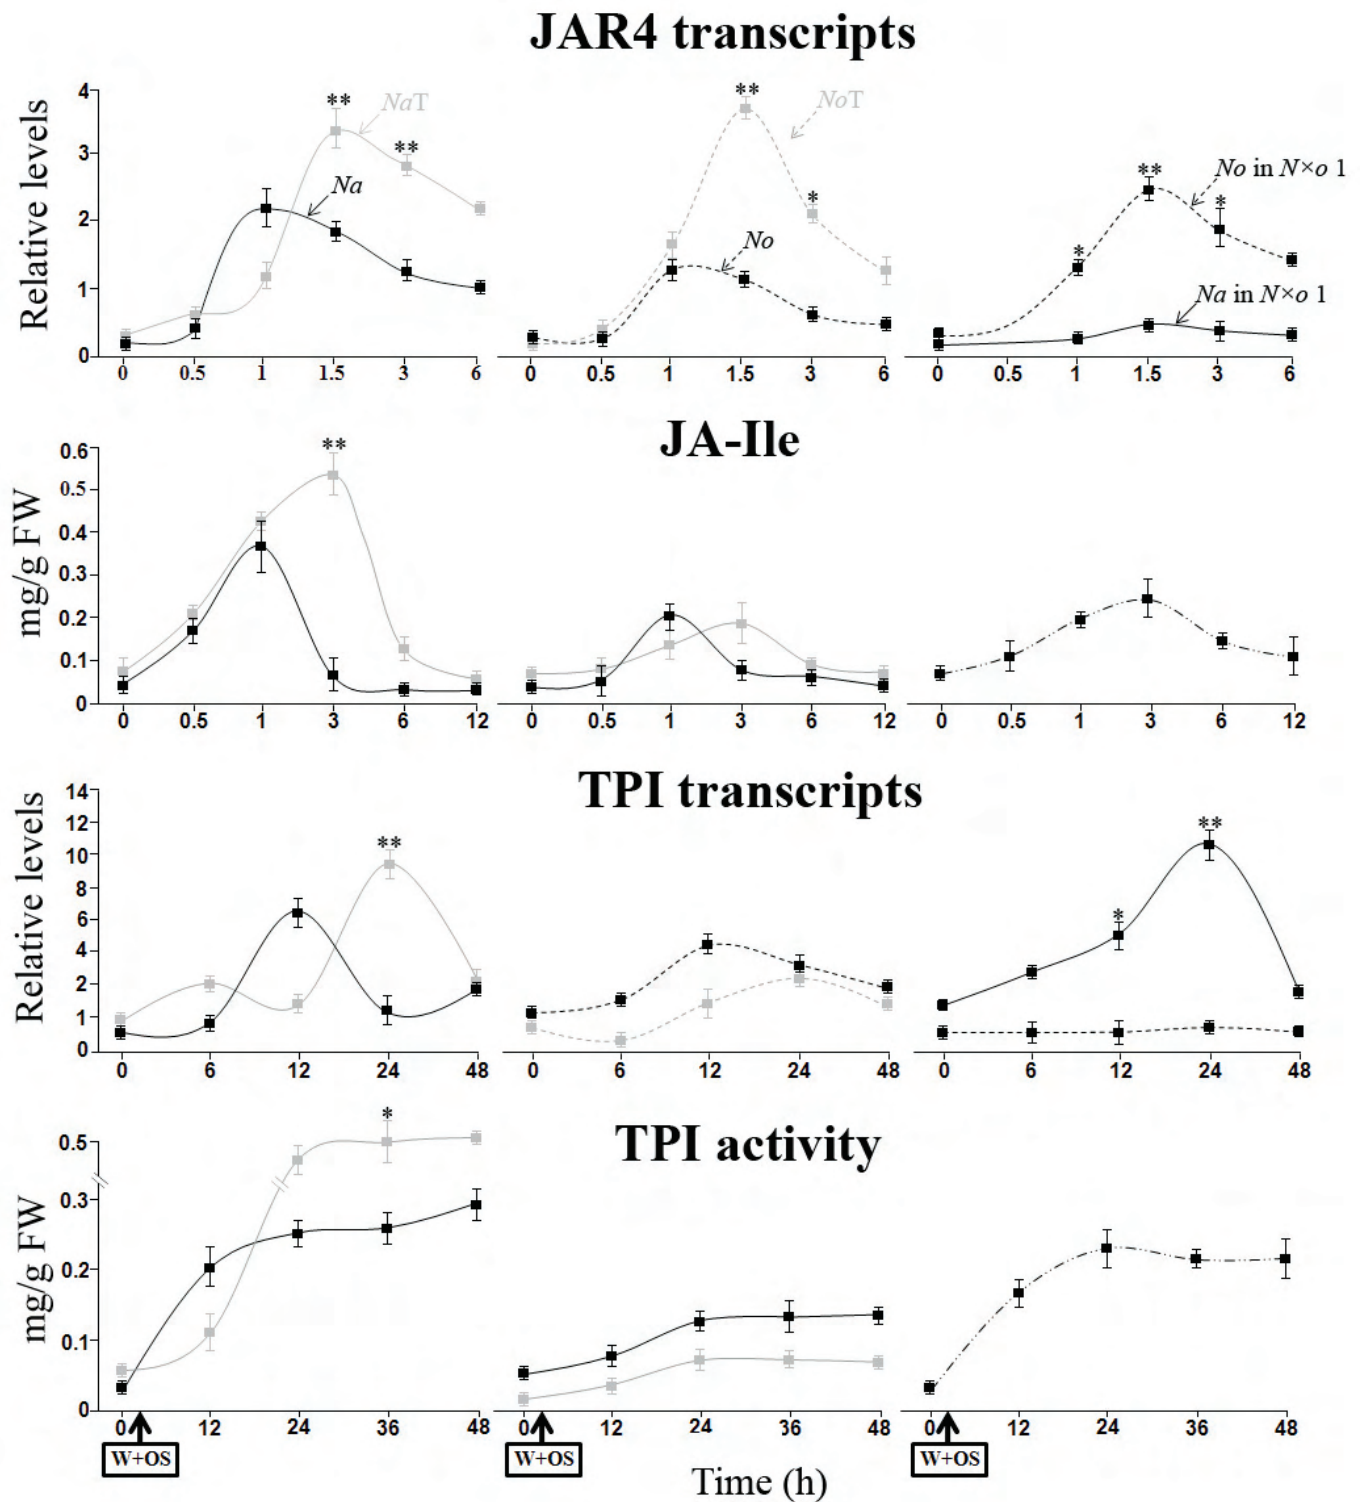 JAR4 transcripts
Relative levels
4
3
2
1
0
** ** NaT
Na
0 0.5 1 1.5 3 6
** * NoT
No
0 0.5 1 1.5 3 6
* ** * No in N×o 1
Na in N×o 1
0 0.5 1 1.5 3 6
JA-Ile
mg/g FW
0.6
0.5
0.4
0.3
0.2
0.1
0
**
0 0.5 1 3 6 12
0 0.5 1 3 6 12
0 0.5 1 3 6 12
TPI transcripts
Relative levels
14
12
10
8
6
4
2
1
0
**
0 6 12 24 48
0 6 12 24 48
* **
0 6 12 24 48
TPI activity
mg/g FW
0.5
0.3
0.2
0.1
0
*
0 12 24 36 48
W+OS
0 12 24 36 48
W+OS
0 12 24 36 48
W+OS
Time (h)